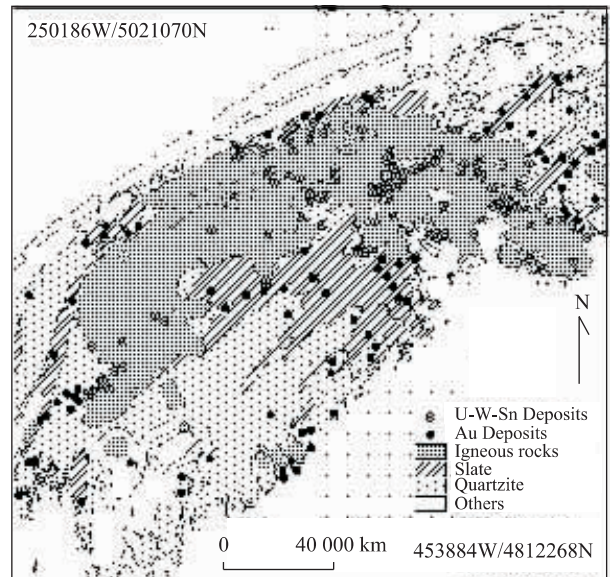 250186W/5021070N
N
U-W-Sn Deposits
Au Deposits
Igneous rocks
Slate
Quartzite
Others
0 40 000 km
453884W/4812268N